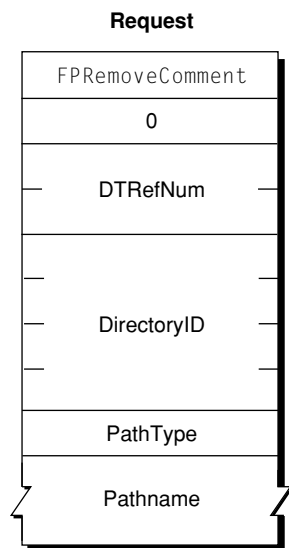 Request
FPRemoveComment
0
DTRefNum
DirectoryID
PathType
Pathname